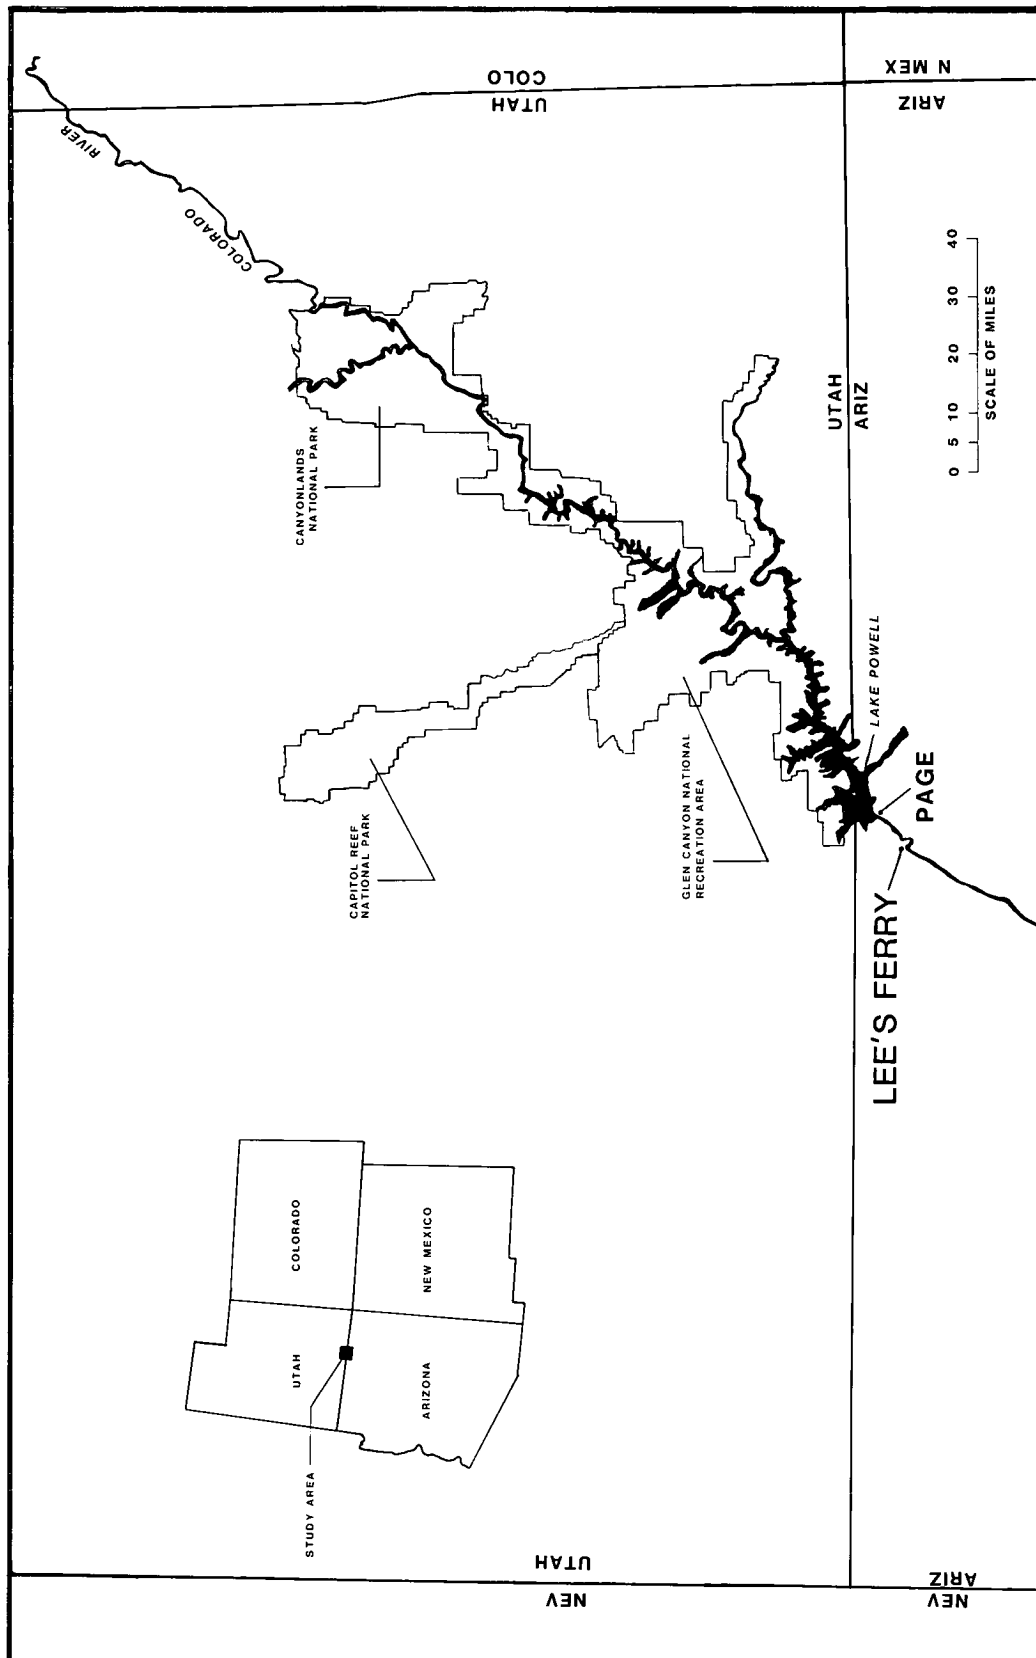 COLORADO
RIVER
UTAH
COLO
ARIZ
N MEX
CANYONLANDS
NATIONAL PARK
CAPITOL REEF
NATIONAL PARK
GLEN CANYON NATIONAL
RECREATION AREA
UTAH
ARIZ
0 5 10 20 30 40
SCALE OF MILES
LAKE POWELL
PAGE
LEE'S FERRY
UTAH
COLORADO
ARIZONA
NEW MEXICO
STUDY AREA
NEV
UTAH
NEV
ARIZ